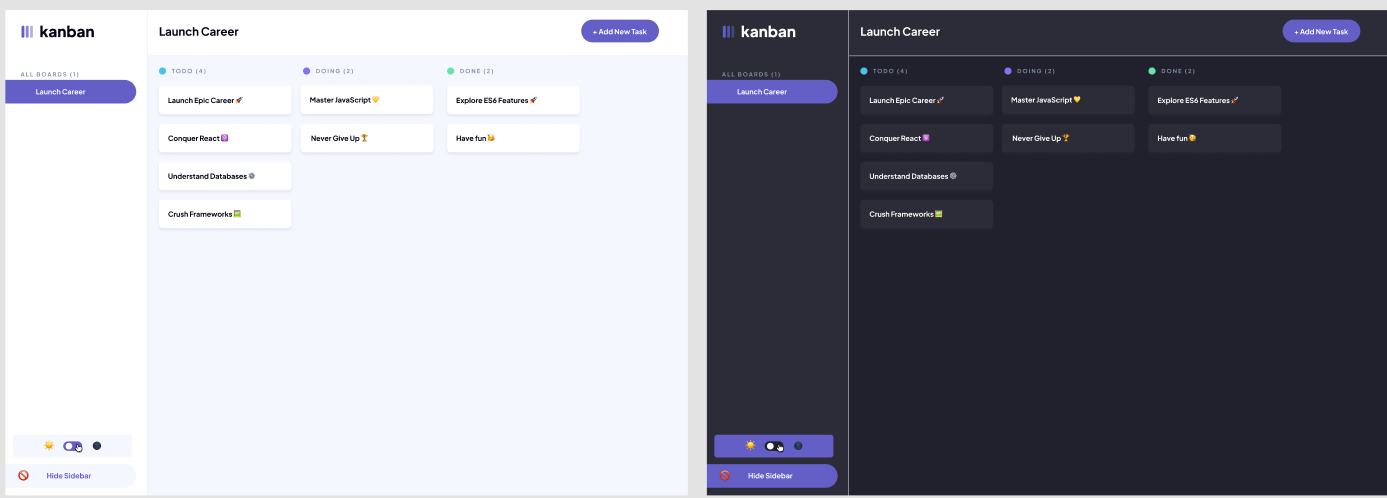 kanban
Launch Career
+ Add New Task
ALL BOARDS (1)
Launch Career
TODO (4)
DOING (2)
DONE (2)
Launch Epic Career 🚀
Master JavaScript 💛
Explore ES6 Features 🚀
Conquer React ⚛️
Never Give Up 🏆
Have fun 🥳
Understand Databases ⚙️
Crush Frameworks 🖼️
Hide Sidebar
kanban
Launch Career
+ Add New Task
ALL BOARDS (1)
Launch Career
TODO (4)
DOING (2)
DONE (2)
Launch Epic Career 🚀
Master JavaScript 💛
Explore ES6 Features 🚀
Conquer React ⚛️
Never Give Up 🏆
Have fun 🥳
Understand Databases ⚙️
Crush Frameworks 🖼️
Hide Sidebar